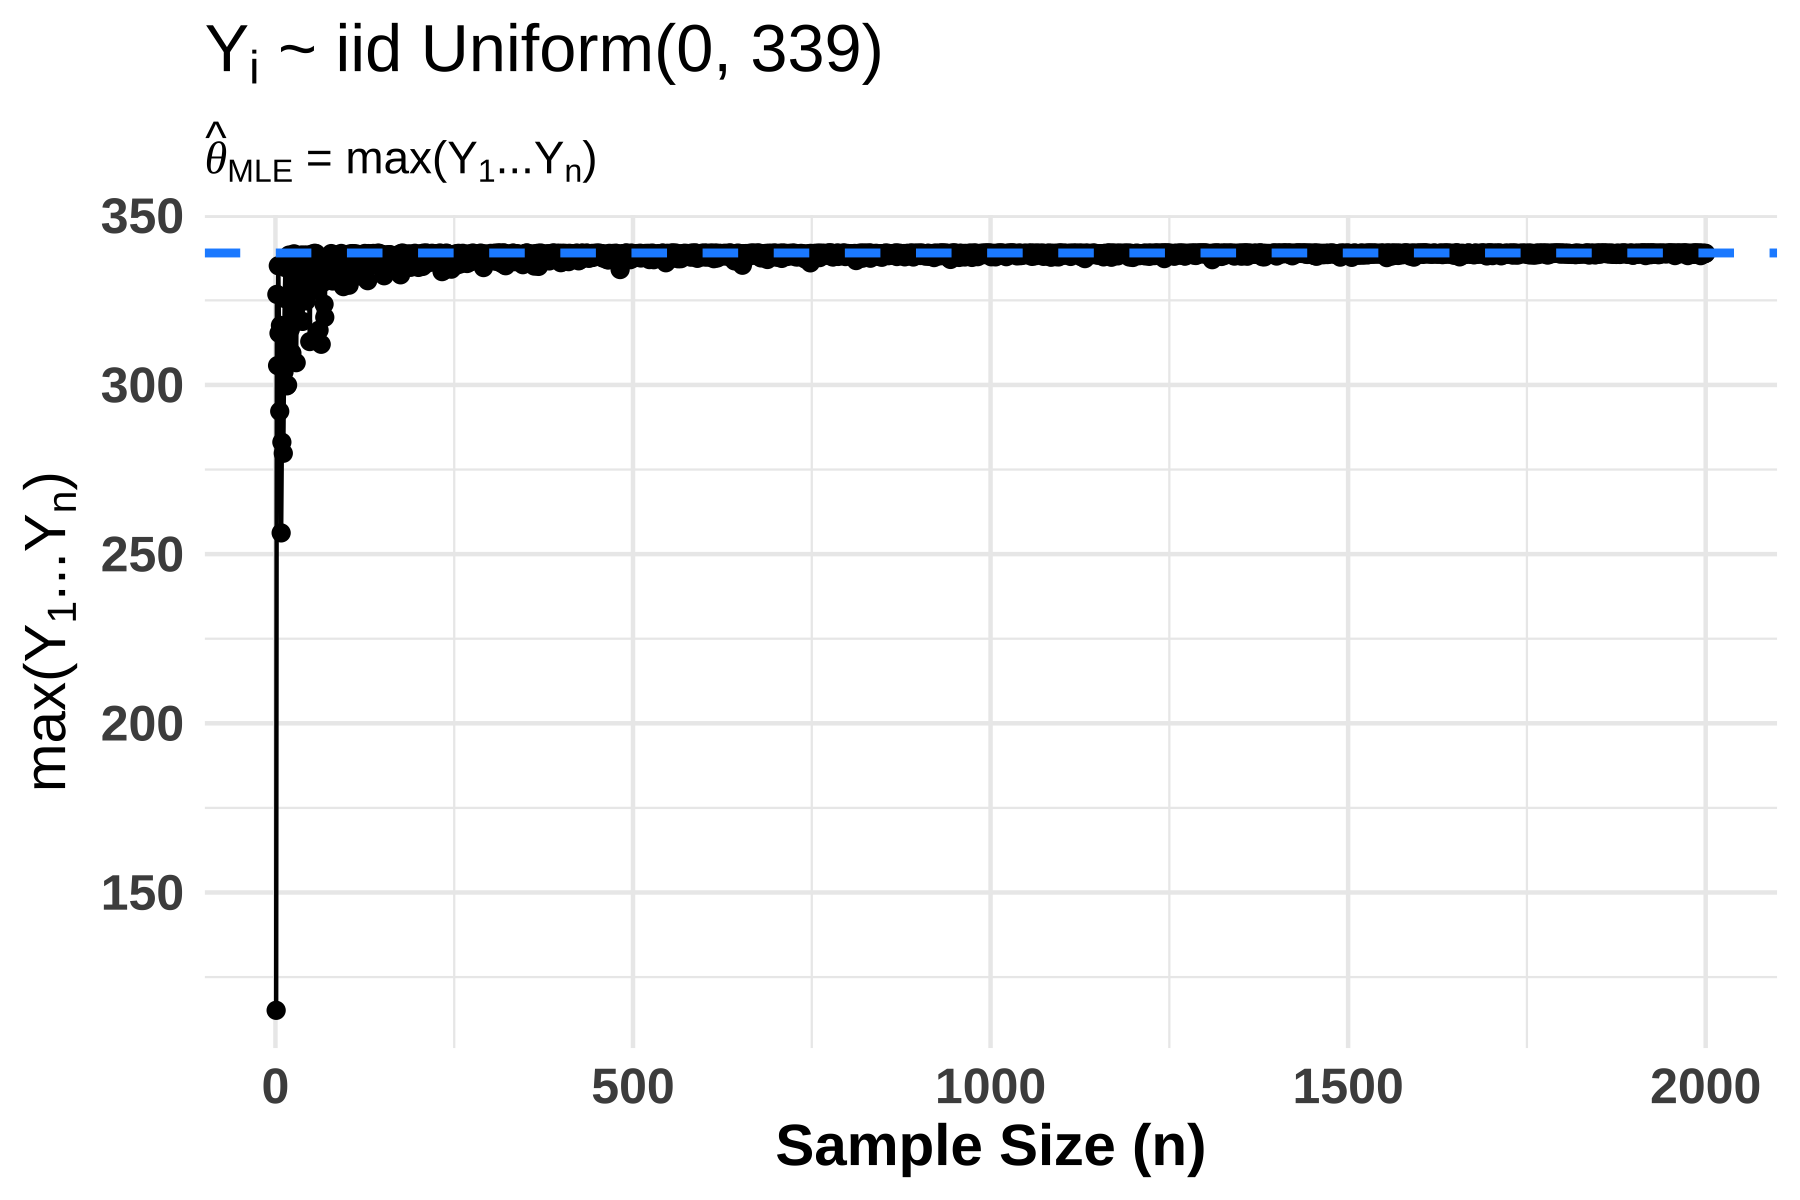 Yi ~ iid Uniform(0, 339)
θ̂MLE = max(Y1...Yn)
max(Y1...Yn)
350
300
250
200
150
0 500 1000 1500 2000
Sample Size (n)